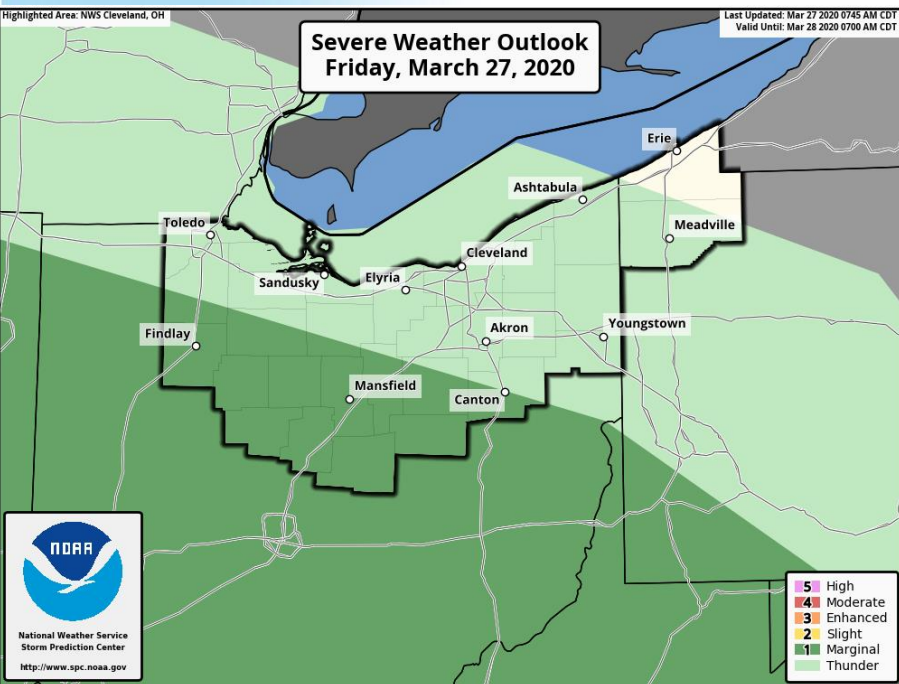 Highlighted Area: NWS Cleveland, OH
Last Updated: Mar 27 2020 0745 AM CDT
Valid Until: Mar 28 2020 0700 AM CDT
Severe Weather Outlook
Friday, March 27, 2020
Erie
Ashtabula
Toledo
Meadville
Cleveland
Sandusky
Elyria
Findlay
Akron
Youngstown
Mansfield
Canton
NOAA
National Weather Service
Storm Prediction Center
http://www.spc.noaa.gov
5 High
4 Moderate
3 Enhanced
2 Slight
1 Marginal
Thunder